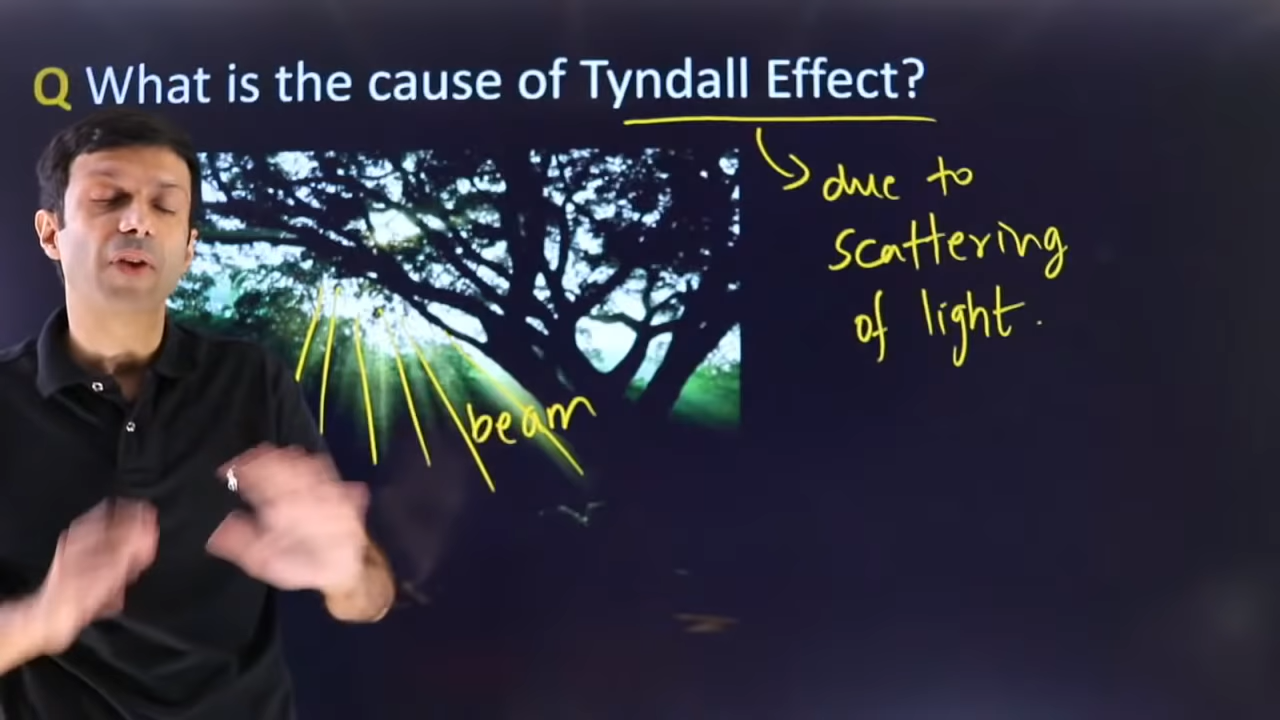 Q What is the cause of Tyndall Effect?
due to
scattering
of light.
beam